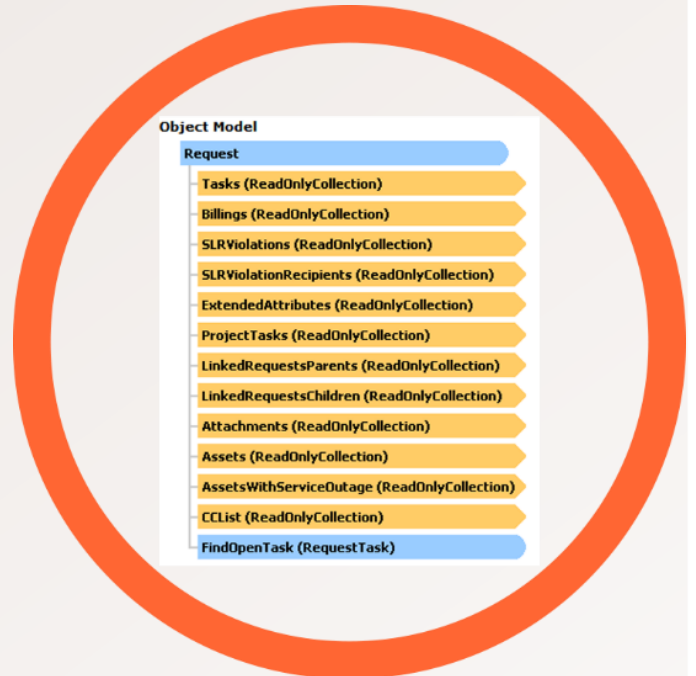 Object Model
Request
Tasks (ReadOnlyCollection)
Billings (ReadOnlyCollection)
SLRViolations (ReadOnlyCollection)
SLRViolationRecipients (ReadOnlyCollection)
ExtendedAttributes (ReadOnlyCollection)
ProjectTasks (ReadOnlyCollection)
LinkedRequestsParents (ReadOnlyCollection)
LinkedRequestsChildren (ReadOnlyCollection)
Attachments (ReadOnlyCollection)
Assets (ReadOnlyCollection)
AssetsWithServiceOutage (ReadOnlyCollection)
CCList (ReadOnlyCollection)
FindOpenTask (RequestTask)